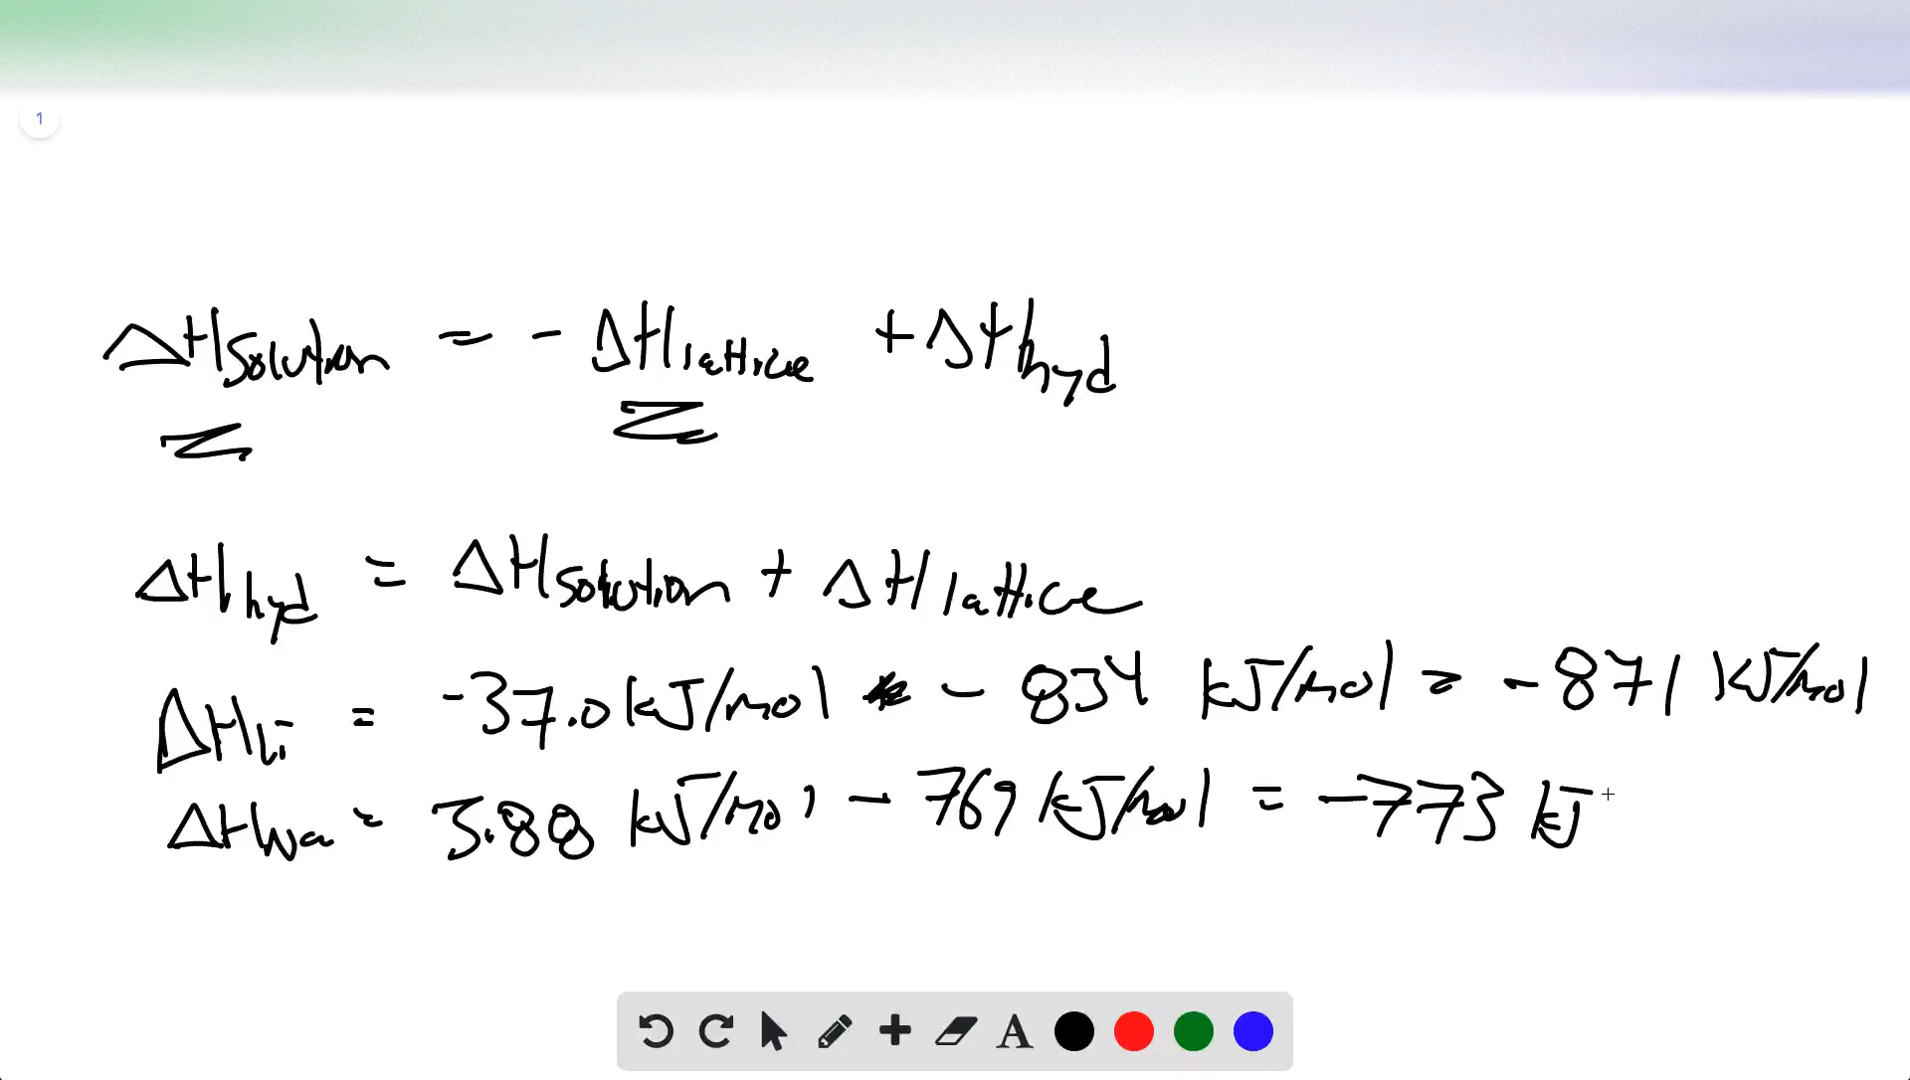 1
ΔHsolution = - ΔHlattice + ΔHhyd
ΔHhyd = ΔHsolution + ΔHlattice
ΔHLi = -37.0 kJ/mol - 834 kJ/mol = -871 kJ/mol
ΔHNa = 3.88 kJ/mol - 769 kJ/mol = -773 kJ
A